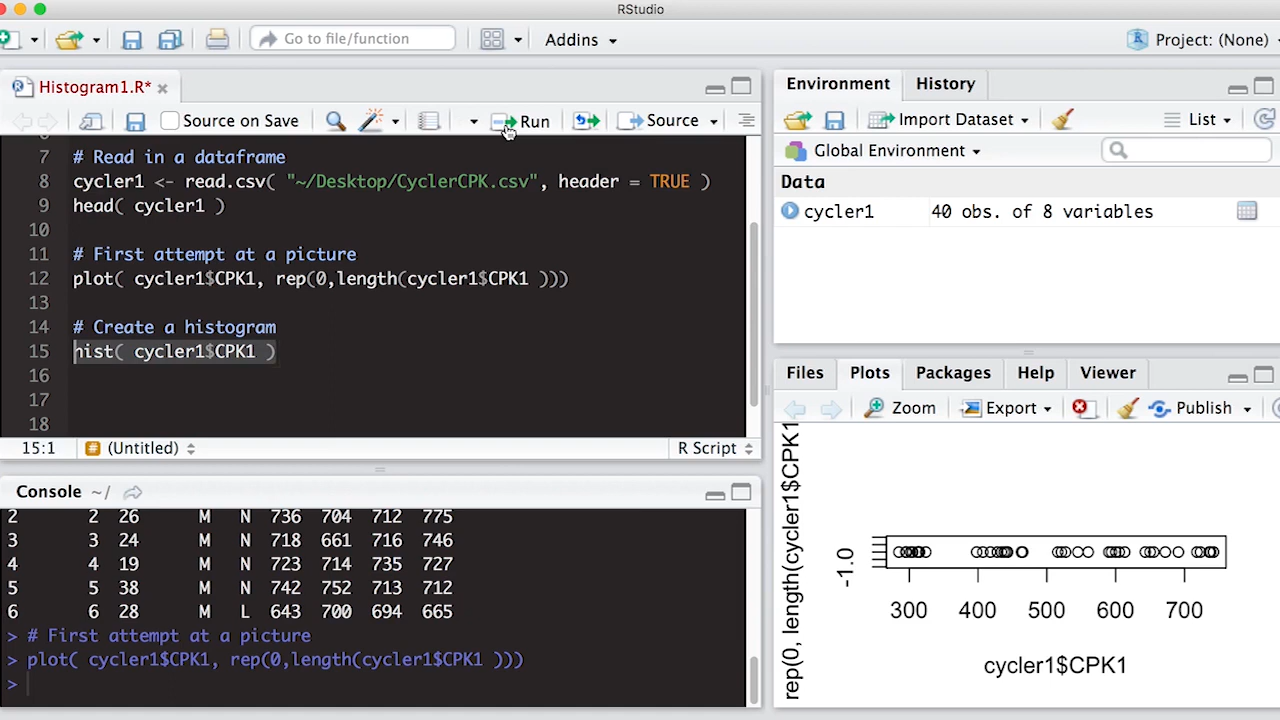 RStudio
Go to file/function
Addins
Project: (None)
Histogram1.R*
Source on Save
Run
Source
7 # Read in a dataframe
8 cycler1 <- read.csv( "~/Desktop/CyclerCPK.csv", header = TRUE )
9 head( cycler1 )
10
11 # First attempt at a picture
12 plot( cycler1$CPK1, rep(0,length(cycler1$CPK1 )))
13
14 # Create a histogram
15 hist( cycler1$CPK1 )
16
17
18
15:1 # (Untitled) R Script
Console ~/
2 2 26 M N 736 704 712 775
3 3 24 M N 718 661 716 746
4 4 19 M N 723 714 735 727
5 5 38 M N 742 752 713 712
6 6 28 M L 643 700 694 665
> # First attempt at a picture
> plot( cycler1$CPK1, rep(0,length(cycler1$CPK1 )))
>
Environment History
Import Dataset List
Global Environment
Data
cycler1 40 obs. of 8 variables
Files Plots Packages Help Viewer
Zoom Export Publish
rep(0, length(cycler1$CPK1
-1.0
300 400 500 600 700
cycler1$CPK1